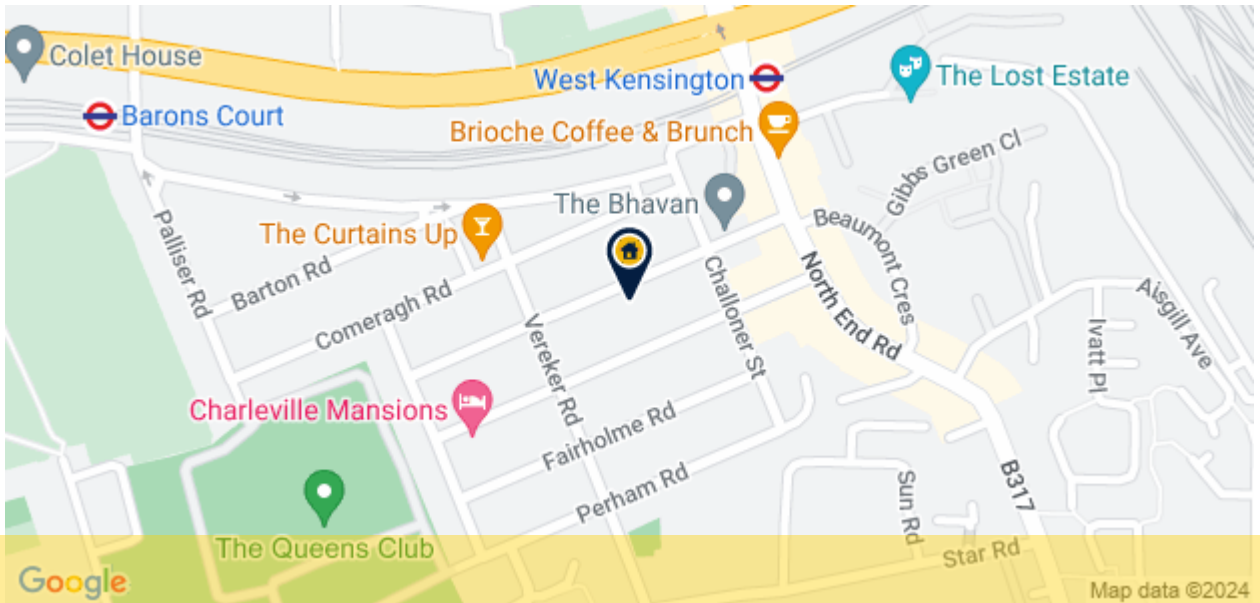 Colet House
West Kensington
The Lost Estate
Barons Court
Brioche Coffee & Brunch
Gibbs Green Cl
The Bhavan
Palliser Rd
The Curtains Up
Beaumont Cres
Barton Rd
Challoner St
North End Rd
Comeragh Rd
Vereker Rd
Aisgill Ave
Ivatt Pl
Charleville Mansions
Fairholme Rd
Perham Rd
Sun Rd
B317
The Queens Club
Star Rd
Google
Map data ©2024